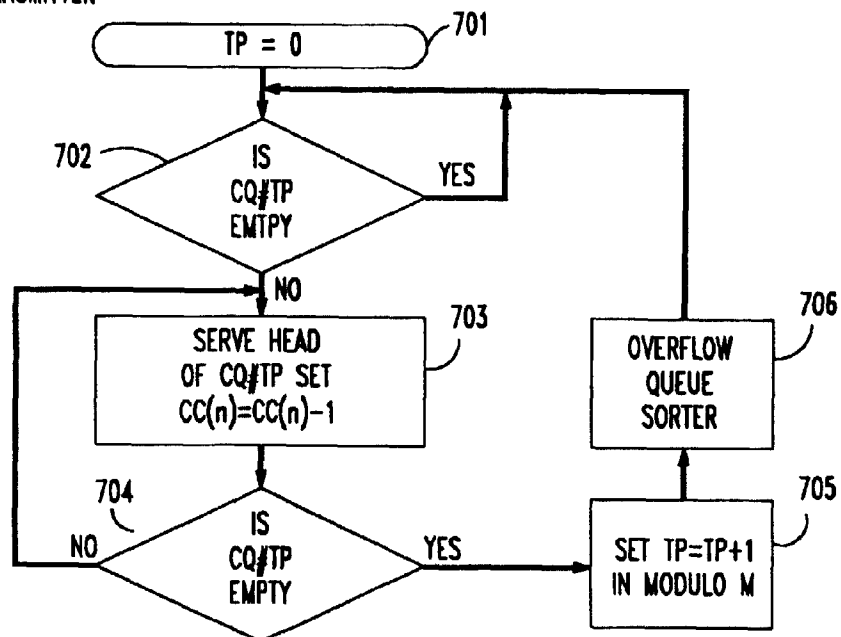 TP = 0
701
702
IS
CQ#TP
EMTPY
YES
NO
SERVE HEAD
OF CQ#TP SET
CC(n)=CC(n)-1
703
704
IS
CQ#TP
EMPTY
NO
YES
SET TP=TP+1
IN MODULO M
705
OVERFLOW
QUEUE
SORTER
706